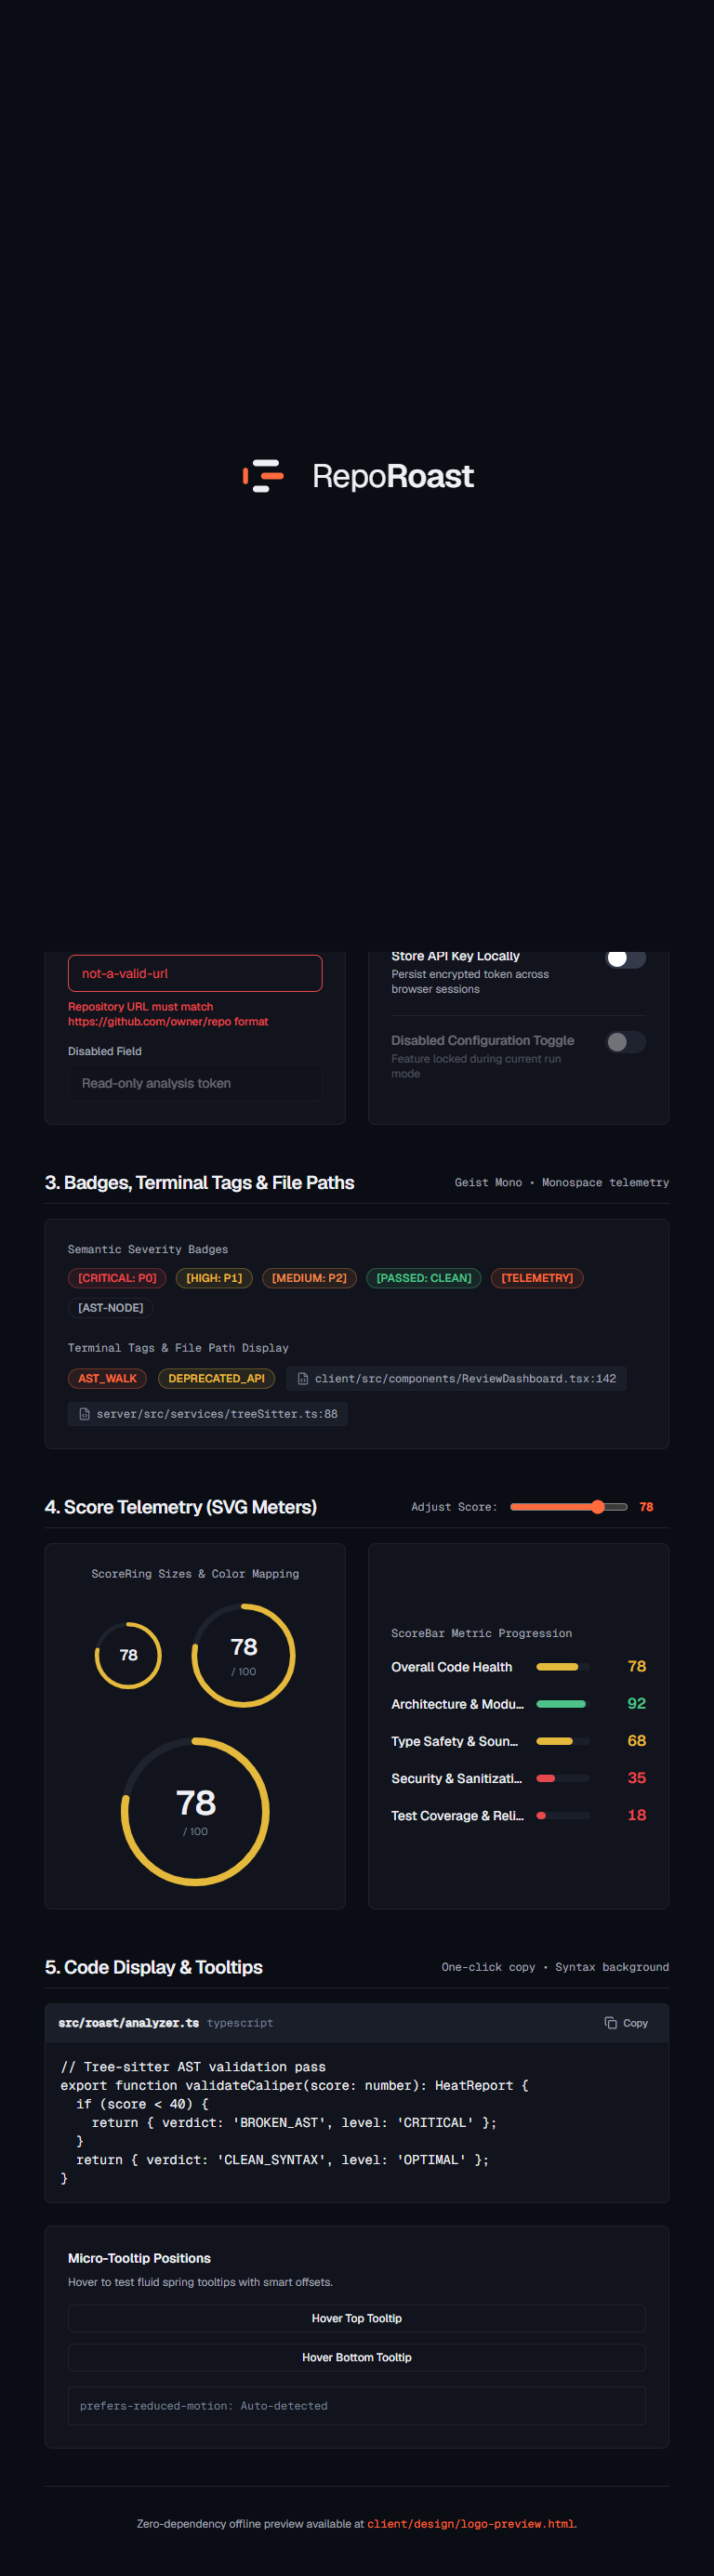 RepoRoast
not-a-valid-url
Repository URL must match
https://github.com/owner/repo format
Disabled Field
Read-only analysis token
Store API Key Locally
Persist encrypted token across
browser sessions
Disabled Configuration Toggle
Feature locked during current run
mode
3. Badges, Terminal Tags & File Paths
Geist Mono • Monospace telemetry
Semantic Severity Badges
[CRITICAL: P0] [HIGH: P1] [MEDIUM: P2] [PASSED: CLEAN] [TELEMETRY]
[AST-NODE]
Terminal Tags & File Path Display
AST_WALK DEPRECATED_API client/src/components/ReviewDashboard.tsx:142
server/src/services/treeSitter.ts:88
4. Score Telemetry (SVG Meters)
Adjust Score: 78
ScoreRing Sizes & Color Mapping
78
78
/ 100
78
/ 100
ScoreBar Metric Progression
Overall Code Health 78
Architecture & Modu... 92
Type Safety & Soun... 68
Security & Sanitizati... 35
Test Coverage & Reli... 18
5. Code Display & Tooltips
One-click copy • Syntax background
src/roast/analyzer.ts typescript
Copy
// Tree-sitter AST validation pass
export function validateCaliper(score: number): HeatReport {
  if (score < 40) {
    return { verdict: 'BROKEN_AST', level: 'CRITICAL' };
  }
  return { verdict: 'CLEAN_SYNTAX', level: 'OPTIMAL' };
}
Micro-Tooltip Positions
Hover to test fluid spring tooltips with smart offsets.
Hover Top Tooltip
Hover Bottom Tooltip
prefers-reduced-motion: Auto-detected
Zero-dependency offline preview available at client/design/logo-preview.html.